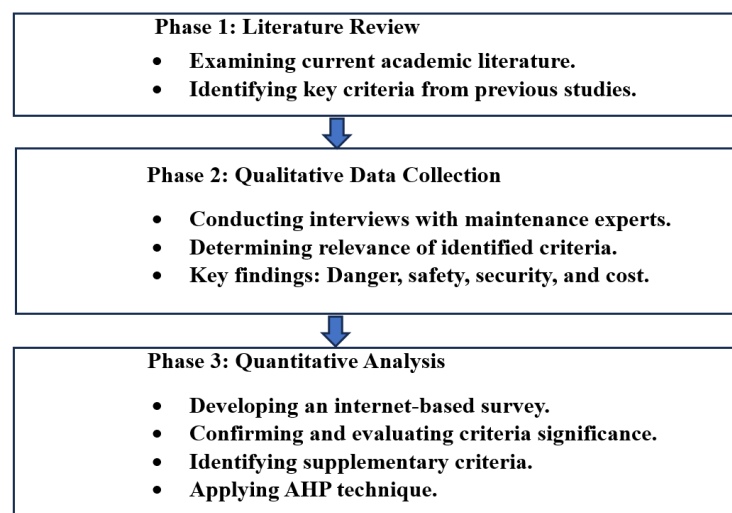 Phase 1: Literature Review
• Examining current academic literature.
• Identifying key criteria from previous studies.
Phase 2: Qualitative Data Collection
• Conducting interviews with maintenance experts.
• Determining relevance of identified criteria.
• Key findings: Danger, safety, security, and cost.
Phase 3: Quantitative Analysis
• Developing an internet-based survey.
• Confirming and evaluating criteria significance.
• Identifying supplementary criteria.
• Applying AHP technique.